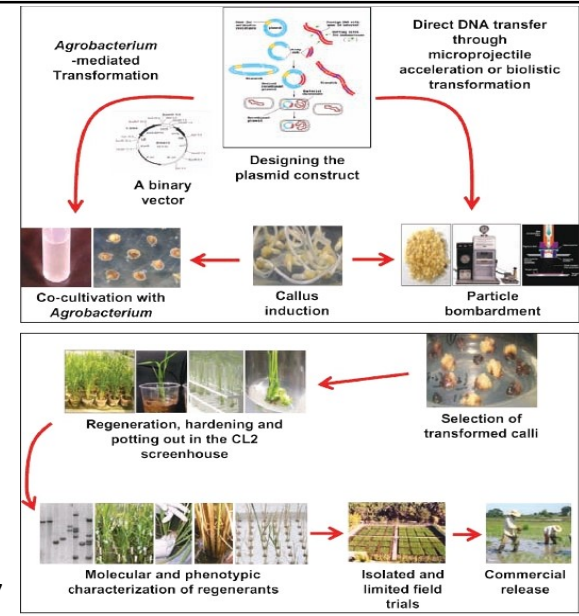 Agrobacterium
-mediated
Transformation
Direct DNA transfer
through
microprojectile
acceleration or biolistic
transformation
Designing the
plasmid construct
A binary
vector
Co-cultivation with
Agrobacterium
Callus
induction
Particle
bombardment
Regeneration, hardening and
potting out in the CL2
screenhouse
Selection of
transformed calli
Molecular and phenotypic
characterization of regenerants
Isolated and
limited field
trials
Commercial
release